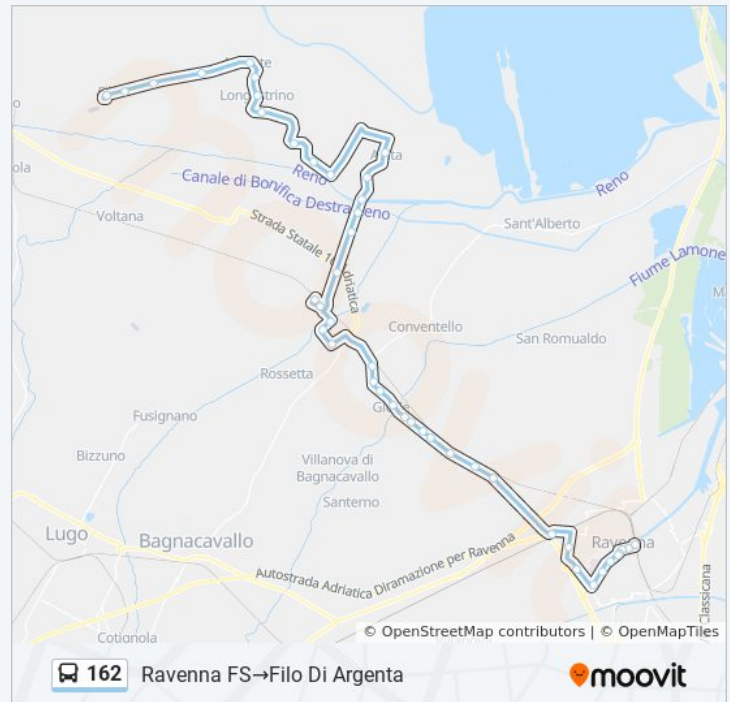 Longastrino
Reno
Canale di Bonifica Destra Reno
Reno
Voltana
Strada Statale 16 Adriatica
Sant'Alberto
Fiume Lamone
Conventello
San Romualdo
Rossetta
Fusignano
Bizzuno
Villanova di
Bagnacavallo
Santerno
Lugo
Bagnacavallo
Ravenna
Autostrada Adriatica Diramazione per Ravenna
Classicana
Cotignola
© OpenStreetMap contributors | © OpenMapTiles
162 Ravenna FS→Filo Di Argenta
moovit